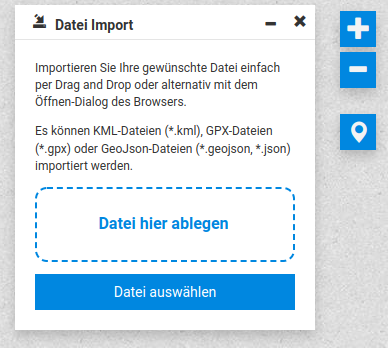 Datei Import
Importieren Sie Ihre gewünschte Datei einfach
per Drag and Drop oder alternativ mit dem
Öffnen-Dialog des Browsers.
Es können KML-Dateien (*.kml), GPX-Dateien
(*.gpx) oder GeoJson-Dateien (*.geojson, *.json)
importiert werden.
Datei hier ablegen
Datei auswählen